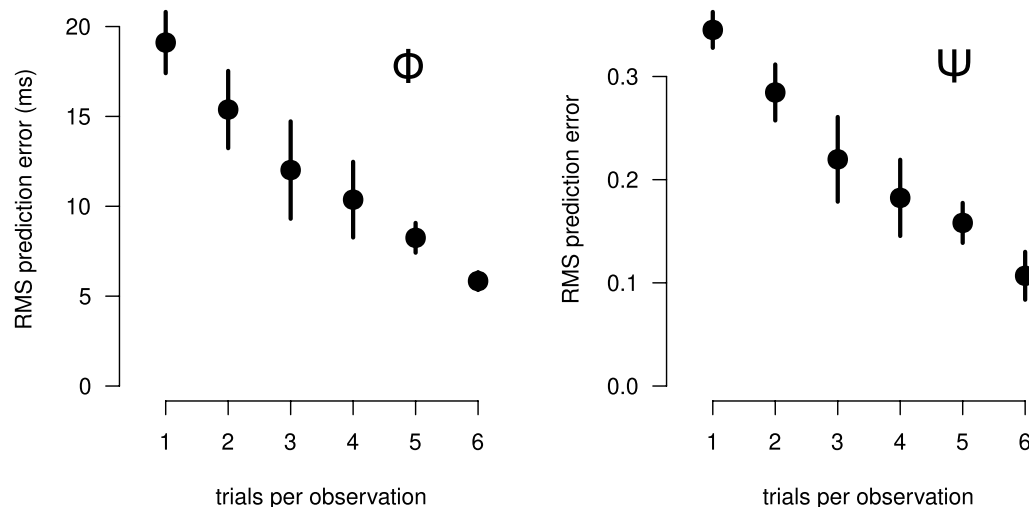 RMS prediction error (ms)
20
15
10
5
0
Φ
1 2 3 4 5 6
trials per observation
RMS prediction error
0.3
0.2
0.1
0.0
Ψ
1 2 3 4 5 6
trials per observation